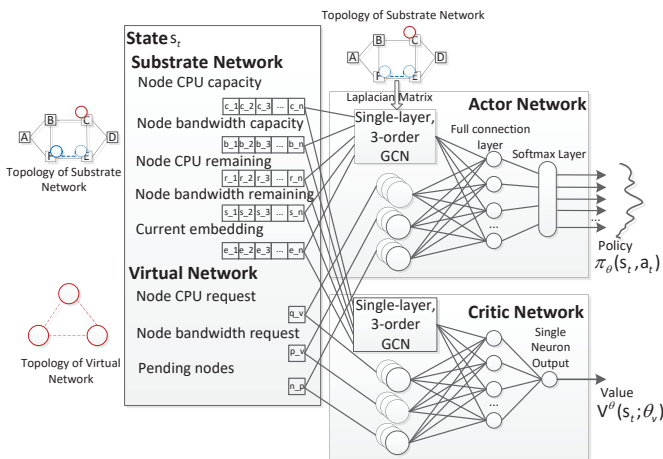 Topology of Substrate
Network
A
B
C
D
F
E
Laplacian Matrix
State s_t
Substrate Network
Node CPU capacity
c_1 c_2 c_3 ... c_n
Node bandwidth capacity
b_1 b_2 b_3 ... b_n
Node CPU remaining
r_1 r_2 r_3 ... r_n
Node bandwidth remaining
s_1 s_2 s_3 ... s_n
Current embedding
e_1 e_2 e_3 ... e_n
Virtual Network
Node CPU request
q_v
Node bandwidth request
p_v
Pending nodes
n_p
A
B
C
D
F
E
Topology of Substrate
Network
Topology of Virtual
Network
Actor Network
Single-layer,
3-order
GCN
Full connection
layer
Softmax Layer
...
...
Policy
π_θ(s_t, a_t)
Critic Network
Single-layer,
3-order
GCN
Single
Neuron
Output
...
Value
V^θ(s_t; θ_v)